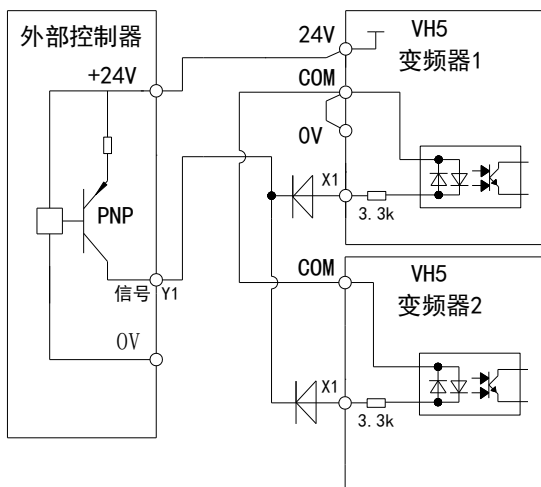 外部控制器
+24V
PNP
信号 Y1
0V
24V
COM
0V
VH5
变频器1
X1
3.3k
COM
VH5
变频器2
X1
3.3k